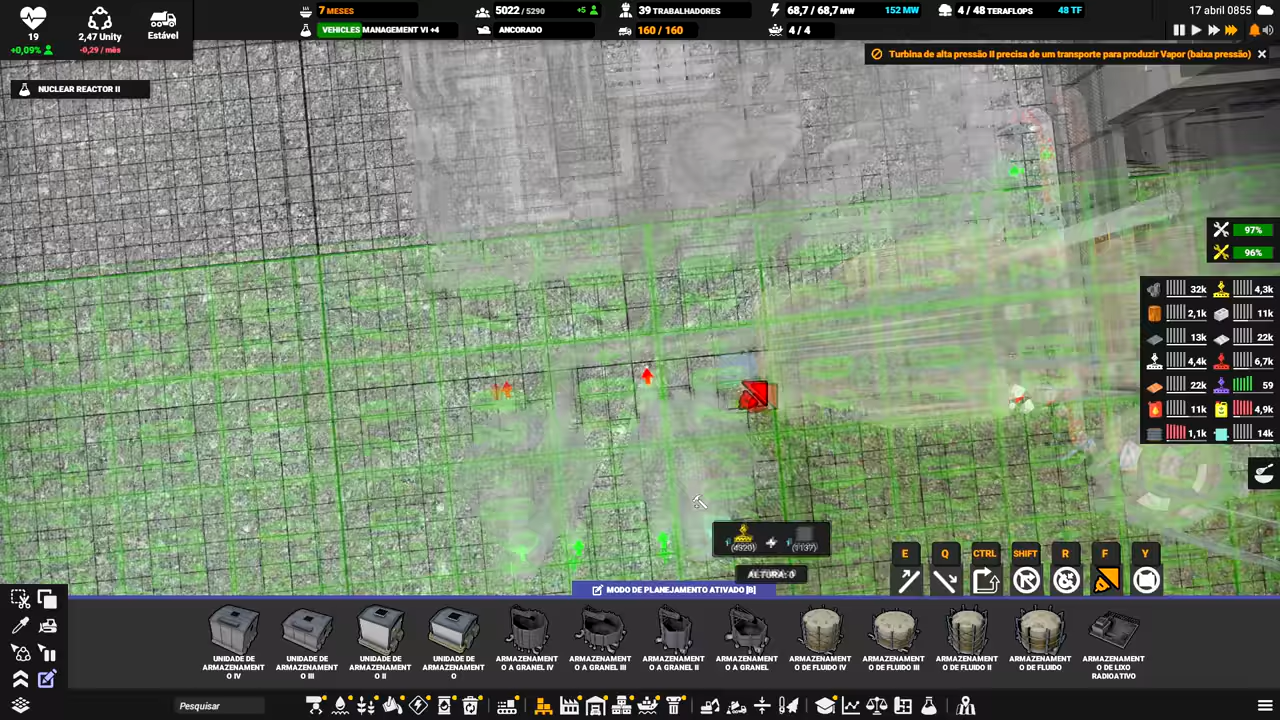 19
+0,09%
2,47 Unity
-0,29 / mês
Estável
7 MESES
VEHICLES MANAGEMENT VI +4
5022 / 5290
+5
ANCORADO
39 TRABALHADORES
160 / 160
68,7 / 68,7 MW
152 MW
4 / 4
4 / 48 TERAFLOPS
48 TF
17 abril 0855
Turbina de alta pressão II precisa de um transporte para produzir Vapor (baixa pressão)
NUCLEAR REACTOR II
97%
96%
32k
4,3k
2,1k
11k
13k
22k
4,4k
6,7k
22k
59
11k
4,9k
1,1k
14k
ALTURA: 0
E
Q
CTRL
SHIFT
R
F
Y
MODO DE PLANEJAMENTO ATIVADO [B]
UNIDADE DE ARMAZENAMENTO IV
UNIDADE DE ARMAZENAMENTO III
UNIDADE DE ARMAZENAMENTO II
UNIDADE DE ARMAZENAMENTO
ARMAZENAMENTO A GRANEL IV
ARMAZENAMENTO A GRANEL III
ARMAZENAMENTO A GRANEL II
ARMAZENAMENTO A GRANEL
ARMAZENAMENTO DE FLUIDO IV
ARMAZENAMENTO DE FLUIDO III
ARMAZENAMENTO DE FLUIDO II
ARMAZENAMENTO DE FLUIDO
ARMAZENAMENTO DE LIXO RADIOATIVO
Pesquisar